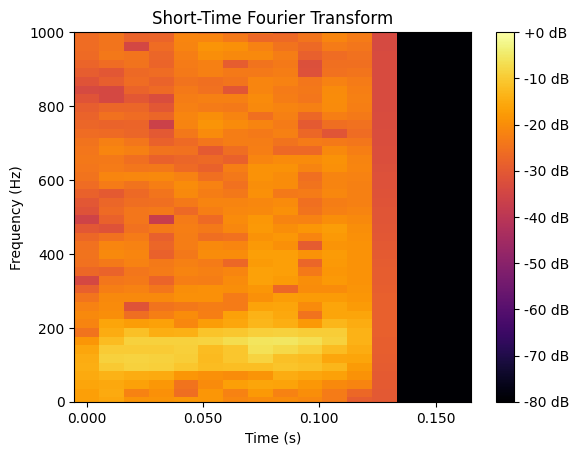 Short-Time Fourier Transform
1000
800
600
400
200
0
Frequency (Hz)
0.000
0.050
0.100
0.150
Time (s)
+0 dB
-10 dB
-20 dB
-30 dB
-40 dB
-50 dB
-60 dB
-70 dB
-80 dB